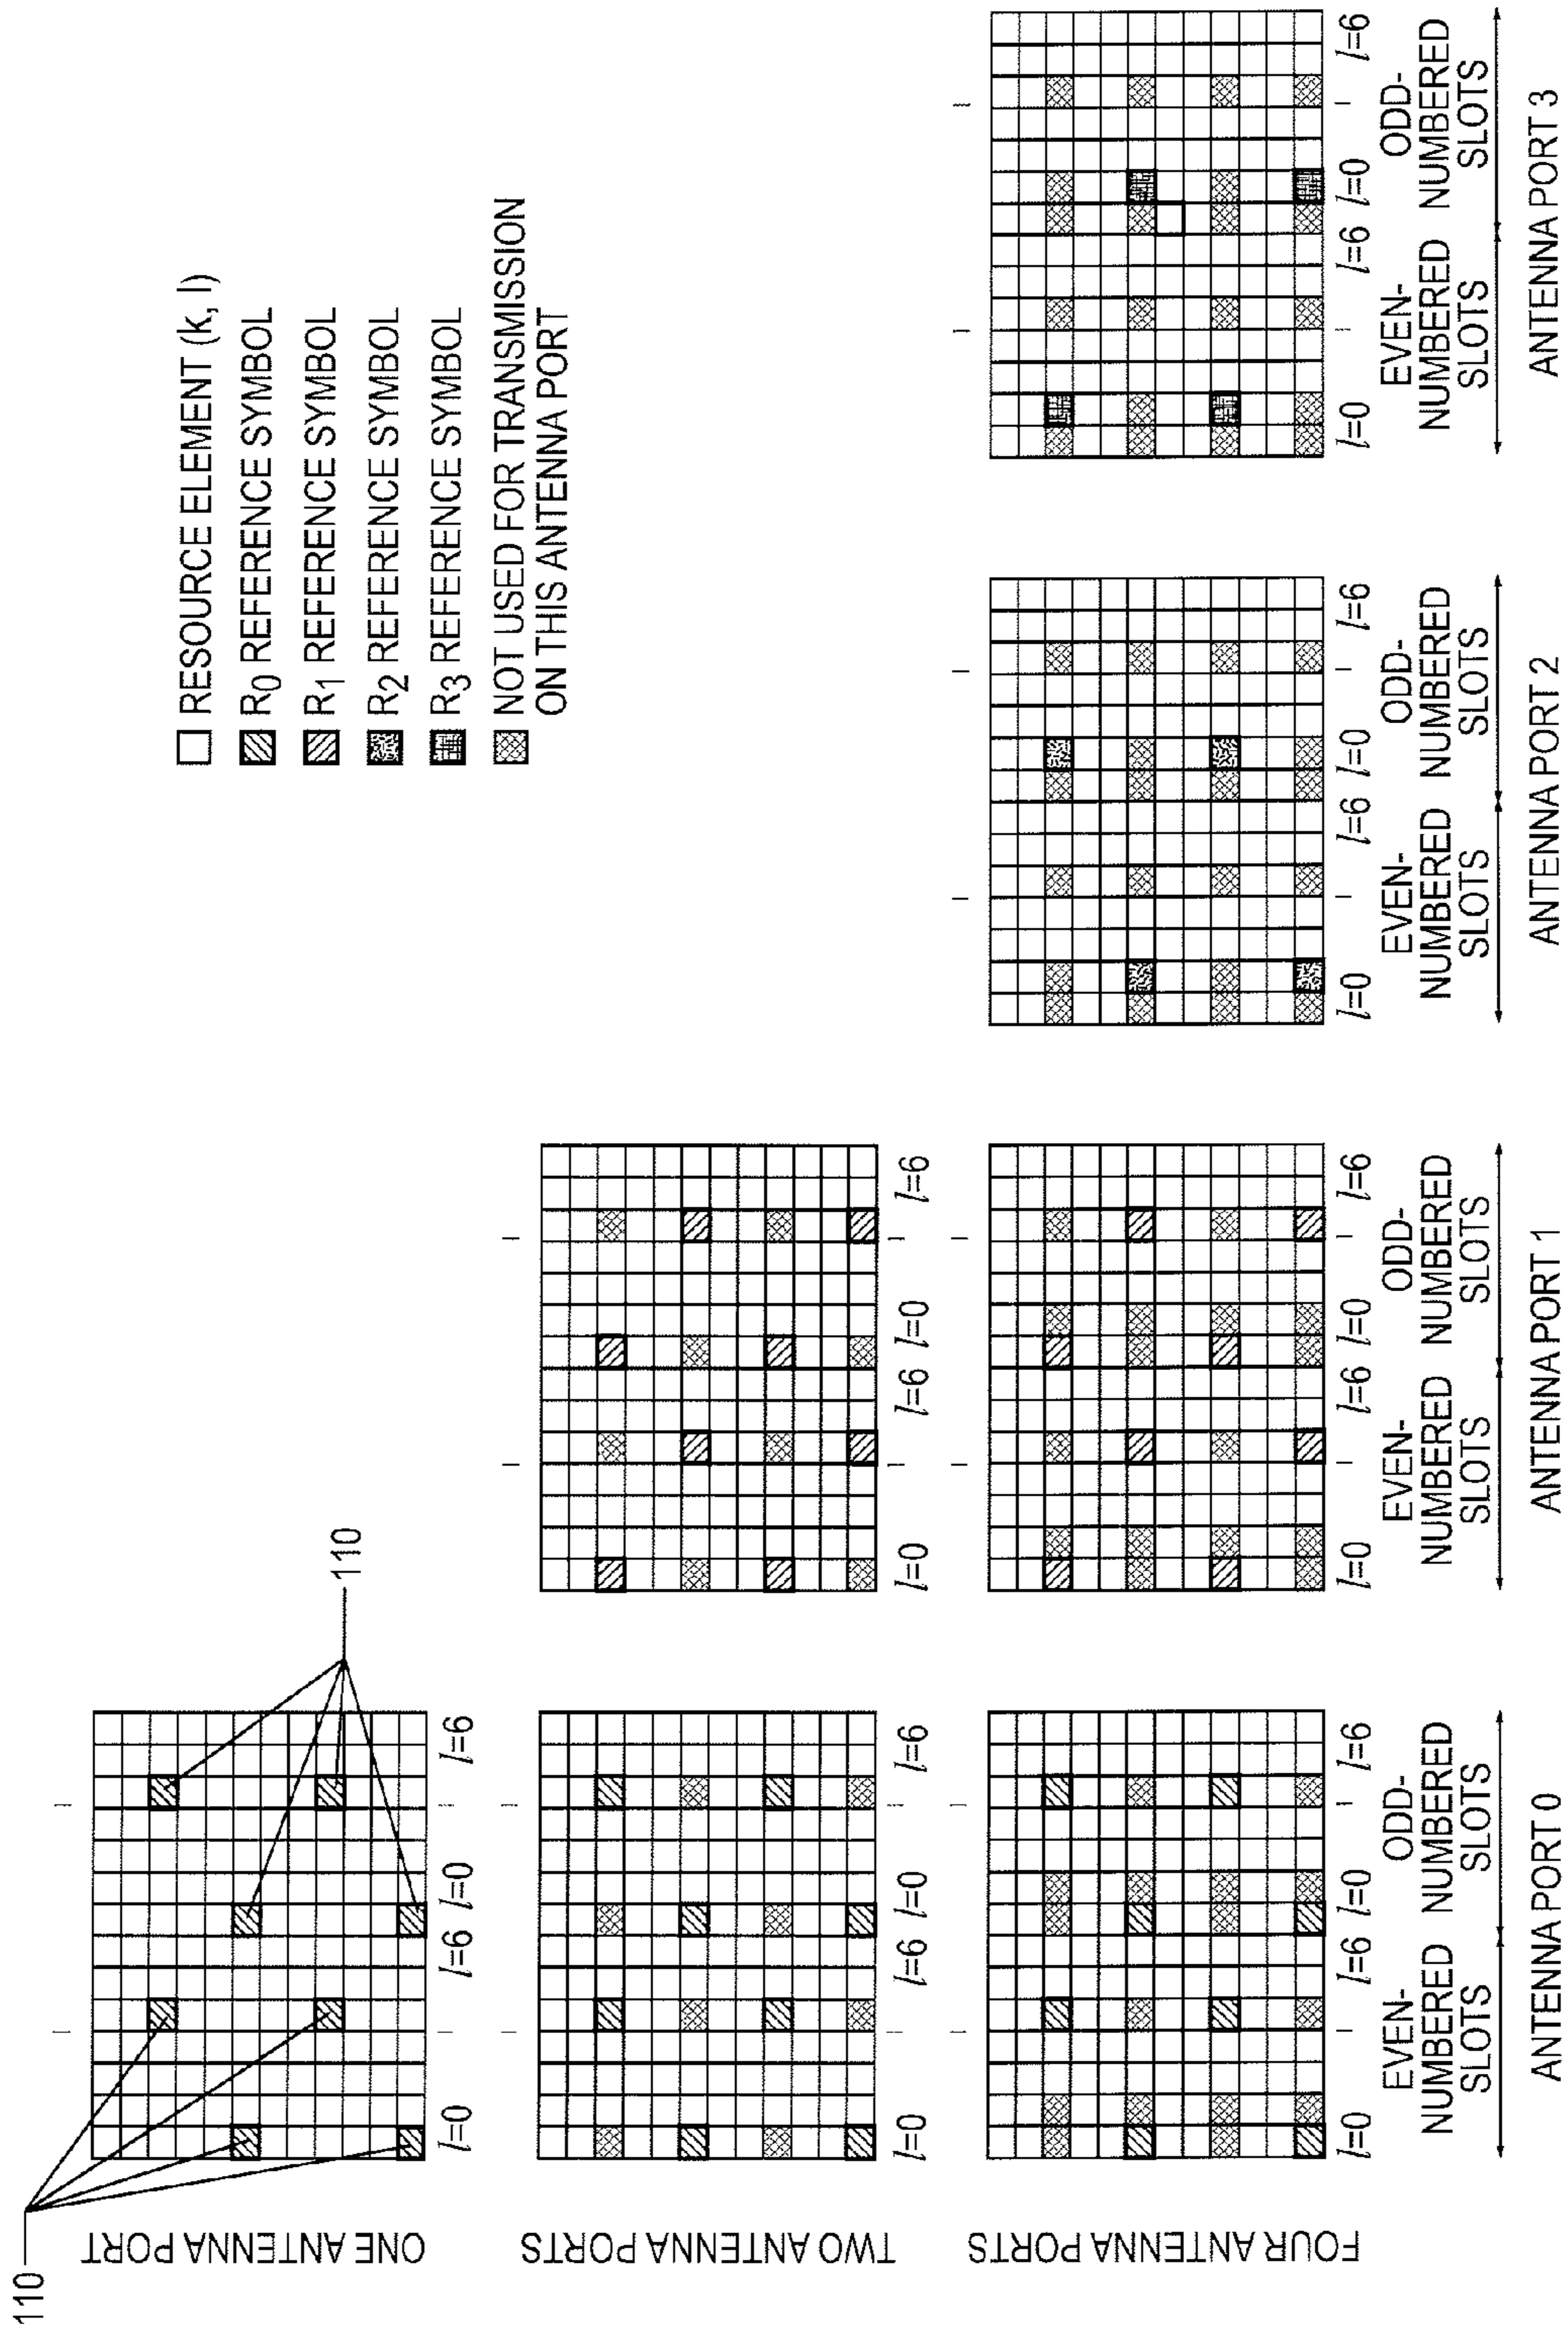 110
ONE ANTENNA PORT
l=0
l=6
l=0
l=6
110
RESOURCE ELEMENT (k, l)
R0 REFERENCE SYMBOL
R1 REFERENCE SYMBOL
R2 REFERENCE SYMBOL
R3 REFERENCE SYMBOL
NOT USED FOR TRANSMISSION
ON THIS ANTENNA PORT
TWO ANTENNA PORTS
l=0
l=6
l=0
l=6
l=0
l=6
l=0
l=6
FOUR ANTENNA PORTS
l=0
l=6
l=0
l=6
EVEN-
NUMBERED
SLOTS
ODD-
NUMBERED
SLOTS
ANTENNA PORT 0
l=0
l=6
l=0
l=6
EVEN-
NUMBERED
SLOTS
ODD-
NUMBERED
SLOTS
ANTENNA PORT 1
l=0
l=6
l=0
l=6
EVEN-
NUMBERED
SLOTS
ODD-
NUMBERED
SLOTS
ANTENNA PORT 2
l=0
l=6
l=0
l=6
EVEN-
NUMBERED
SLOTS
ODD-
NUMBERED
SLOTS
ANTENNA PORT 3